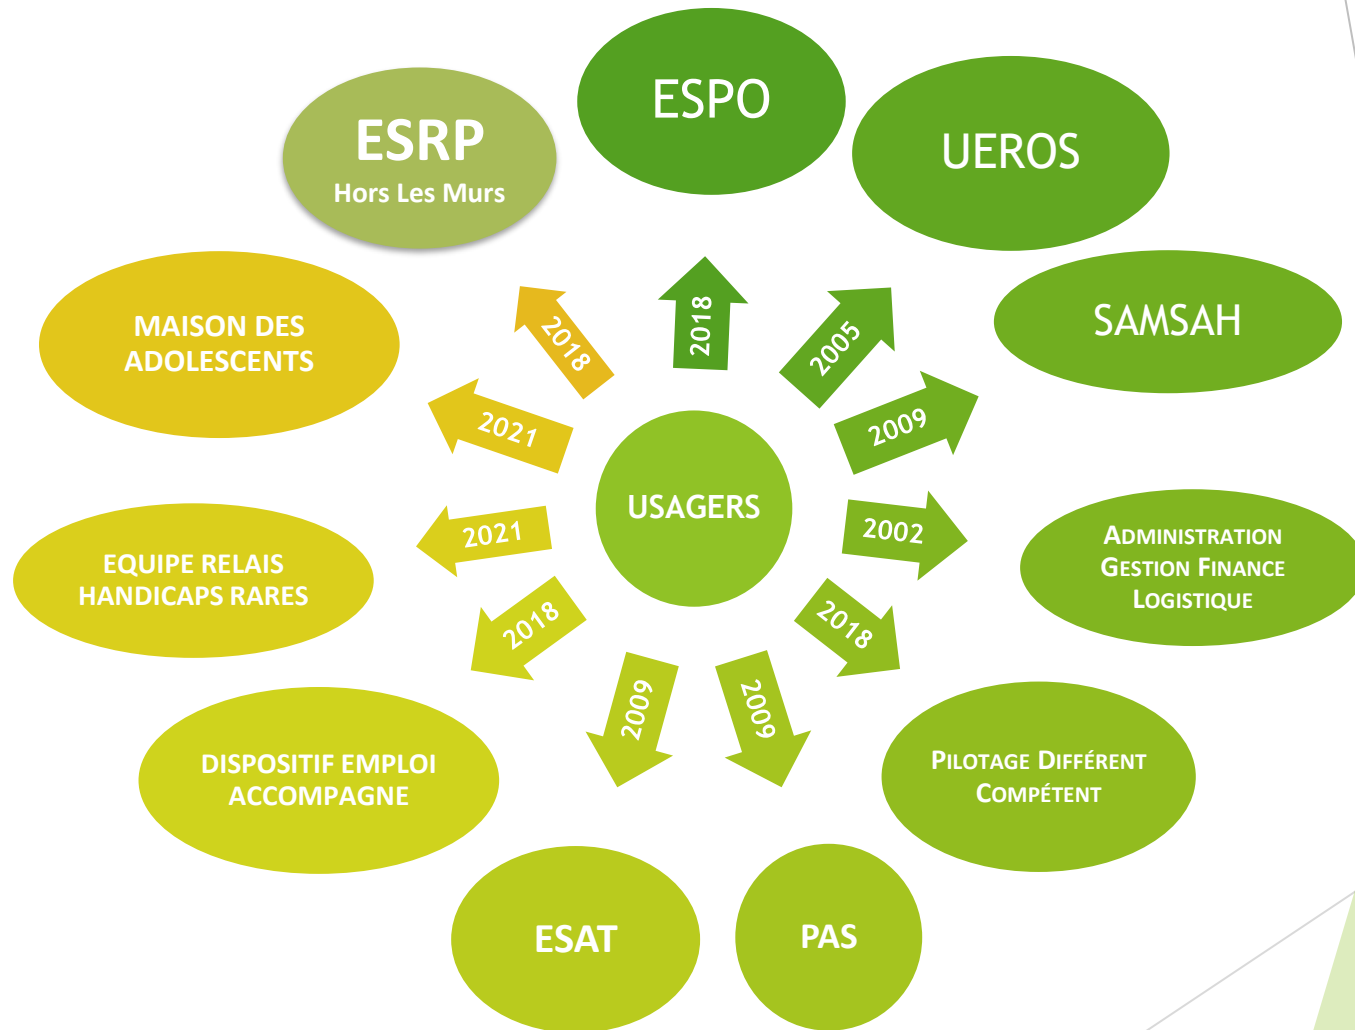 ESPO
ESRP
Hors Les Murs
UEROS
SAMSAH
MAISON DES
ADOLESCENTS
2018
2018
2005
2009
2021
USAGERS
2021
2002
EQUIPE RELAIS
HANDICAPS RARES
ADMINISTRATION
GESTION FINANCE
LOGISTIQUE
2018
2018
2009
2009
DISPOSITIF EMPLOI
ACCOMPAGNE
PILOTAGE DIFFÉRENT
COMPÉTENT
ESAT
PAS